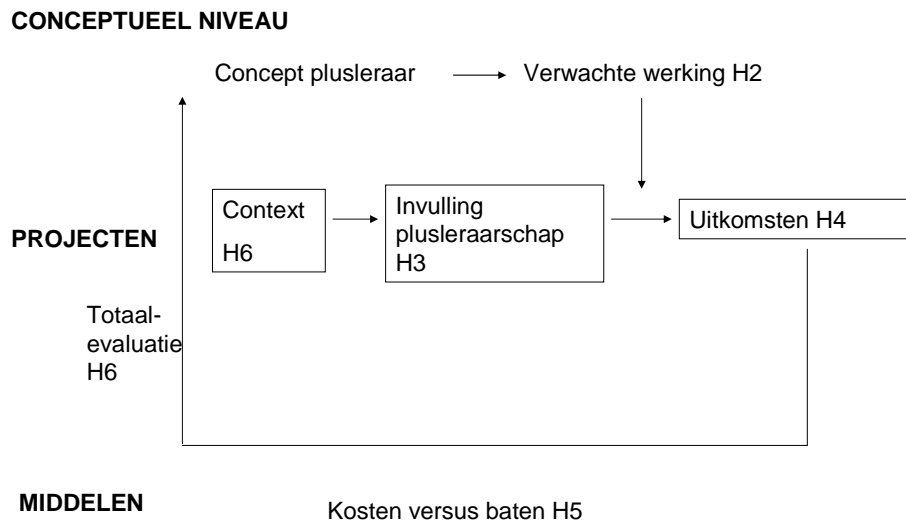 CONCEPTUEEL NIVEAU
Concept plusleraar
Verwachte werking H2
PROJECTEN
Context
H6
Invulling
plusleraarschap
H3
Uitkomsten H4
Totaal-
evaluatie
H6
MIDDELEN
Kosten versus baten H5